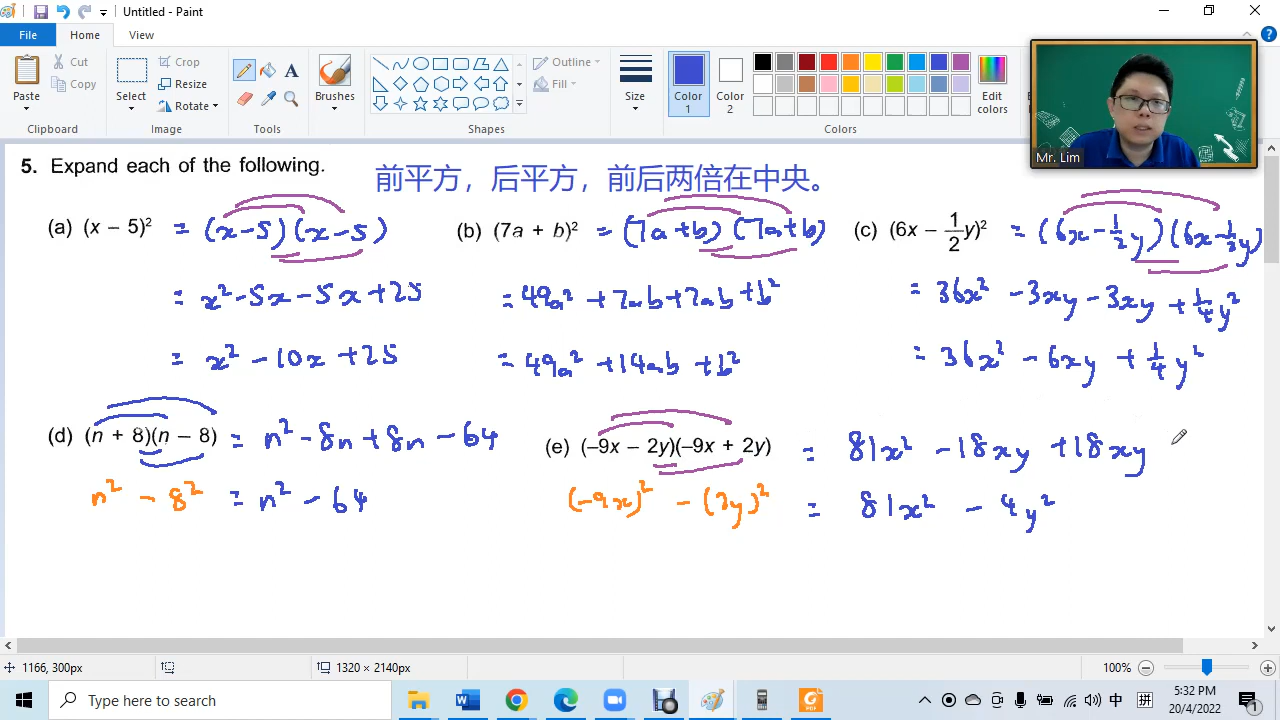 Untitled - Paint
File Home View
Paste Cut Copy Clipboard
Select Crop Resize Rotate Image
Tools
Brushes
Outline Fill Shapes
Size
Color 1 Color 2 Colors
Edit colors
Mr. Lim
5. Expand each of the following.
前平方，后平方，前后两倍在中央。
(a) (x – 5)² = (x-5)(x-5)
= x² -5x -5x +25
= x² -10x +25
(b) (7a + b)² = (7a+b)(7a+b)
= 49a² +7ab +7ab +b²
= 49a² +14ab +b²
(c) (6x – 1/2 y)² = (6x - 1/2 y)(6x - 1/2 y)
= 36x² -3xy -3xy + 1/4 y²
= 36x² - 6xy + 1/4 y²
(d) (n + 8)(n – 8) = n² -8n +8n -64
n² - 8² = n² - 64
(e) (–9x – 2y)(–9x + 2y) = 81x² -18xy +18xy
(-9x)² - (2y)² = 81x² - 4y²
1166, 300px 1320 × 2140px 100%
Type here to search
中 拼 5:32 PM
20/4/2022 1